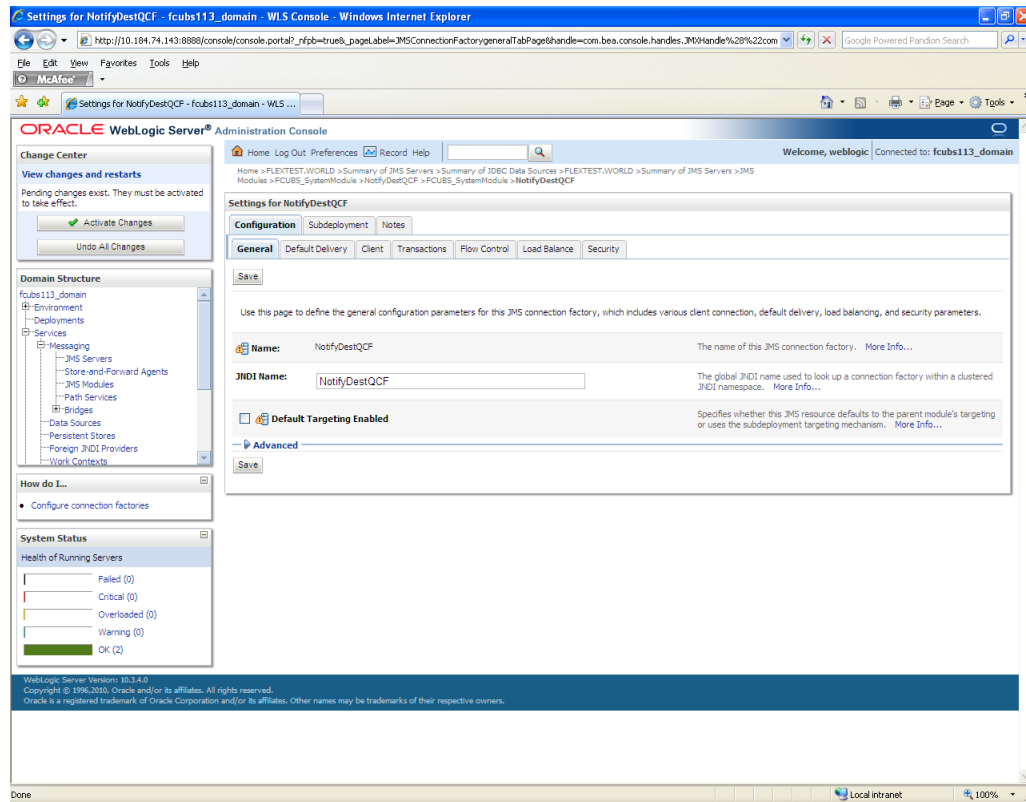 Settings for NotifyDestQCF - fcubs113_domain - WLS Console - Windows Internet Explorer
http://10.184.74.143:8888/console/console.portal?_nfpb=true&_pageLabel=JMSConnectionFactorygeneralTabPage&handle=com.bea.console.handles.JMXHandle%28%22com
Google Powered Pandion Search
File Edit View Favorites Tools Help
McAfee
Settings for NotifyDestQCF - fcubs113_domain - WLS ...
Page Tools
ORACLE WebLogic Server® Administration Console
Change Center
View changes and restarts
Pending changes exist. They must be activated
to take effect.
Activate Changes
Undo All Changes
Domain Structure
fcubs113_domain
Environment
Deployments
Services
Messaging
JMS Servers
Store-and-Forward Agents
JMS Modules
Path Services
Bridges
Data Sources
Persistent Stores
Foreign JNDI Providers
Work Contexts
How do I...
Configure connection factories
System Status
Health of Running Servers
Failed (0)
Critical (0)
Overloaded (0)
Warning (0)
OK (2)
Home Log Out Preferences Record Help
Welcome, weblogic Connected to: fcubs113_domain
Home >FLEXTEST.WORLD >Summary of JMS Servers >Summary of JDBC Data Sources >FLEXTEST.WORLD >Summary of JMS Servers >JMS
Modules >FCUBS_SystemModule >NotifyDestQCF >FCUBS_SystemModule >NotifyDestQCF
Settings for NotifyDestQCF
Configuration Subdeployment Notes
General Default Delivery Client Transactions Flow Control Load Balance Security
Save
Use this page to define the general configuration parameters for this JMS connection factory, which includes various client connection, default delivery, load balancing, and security parameters.
Name: NotifyDestQCF The name of this JMS connection factory. More Info...
JNDI Name: NotifyDestQCF The global JNDI name used to look up a connection factory within a clustered
JNDI namespace. More Info...
Default Targeting Enabled Specifies whether this JMS resource defaults to the parent module's targeting
or uses the subdeployment targeting mechanism. More Info...
Advanced
Save
WebLogic Server Version: 10.3.4.0
Copyright © 1996,2010, Oracle and/or its affiliates. All rights reserved.
Oracle is a registered trademark of Oracle Corporation and/or its affiliates. Other names may be trademarks of their respective owners.
Done Local intranet 100%